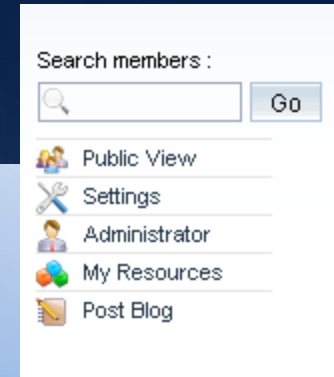 Search members :
Go
Public View
Settings
Administrator
My Resources
Post Blog